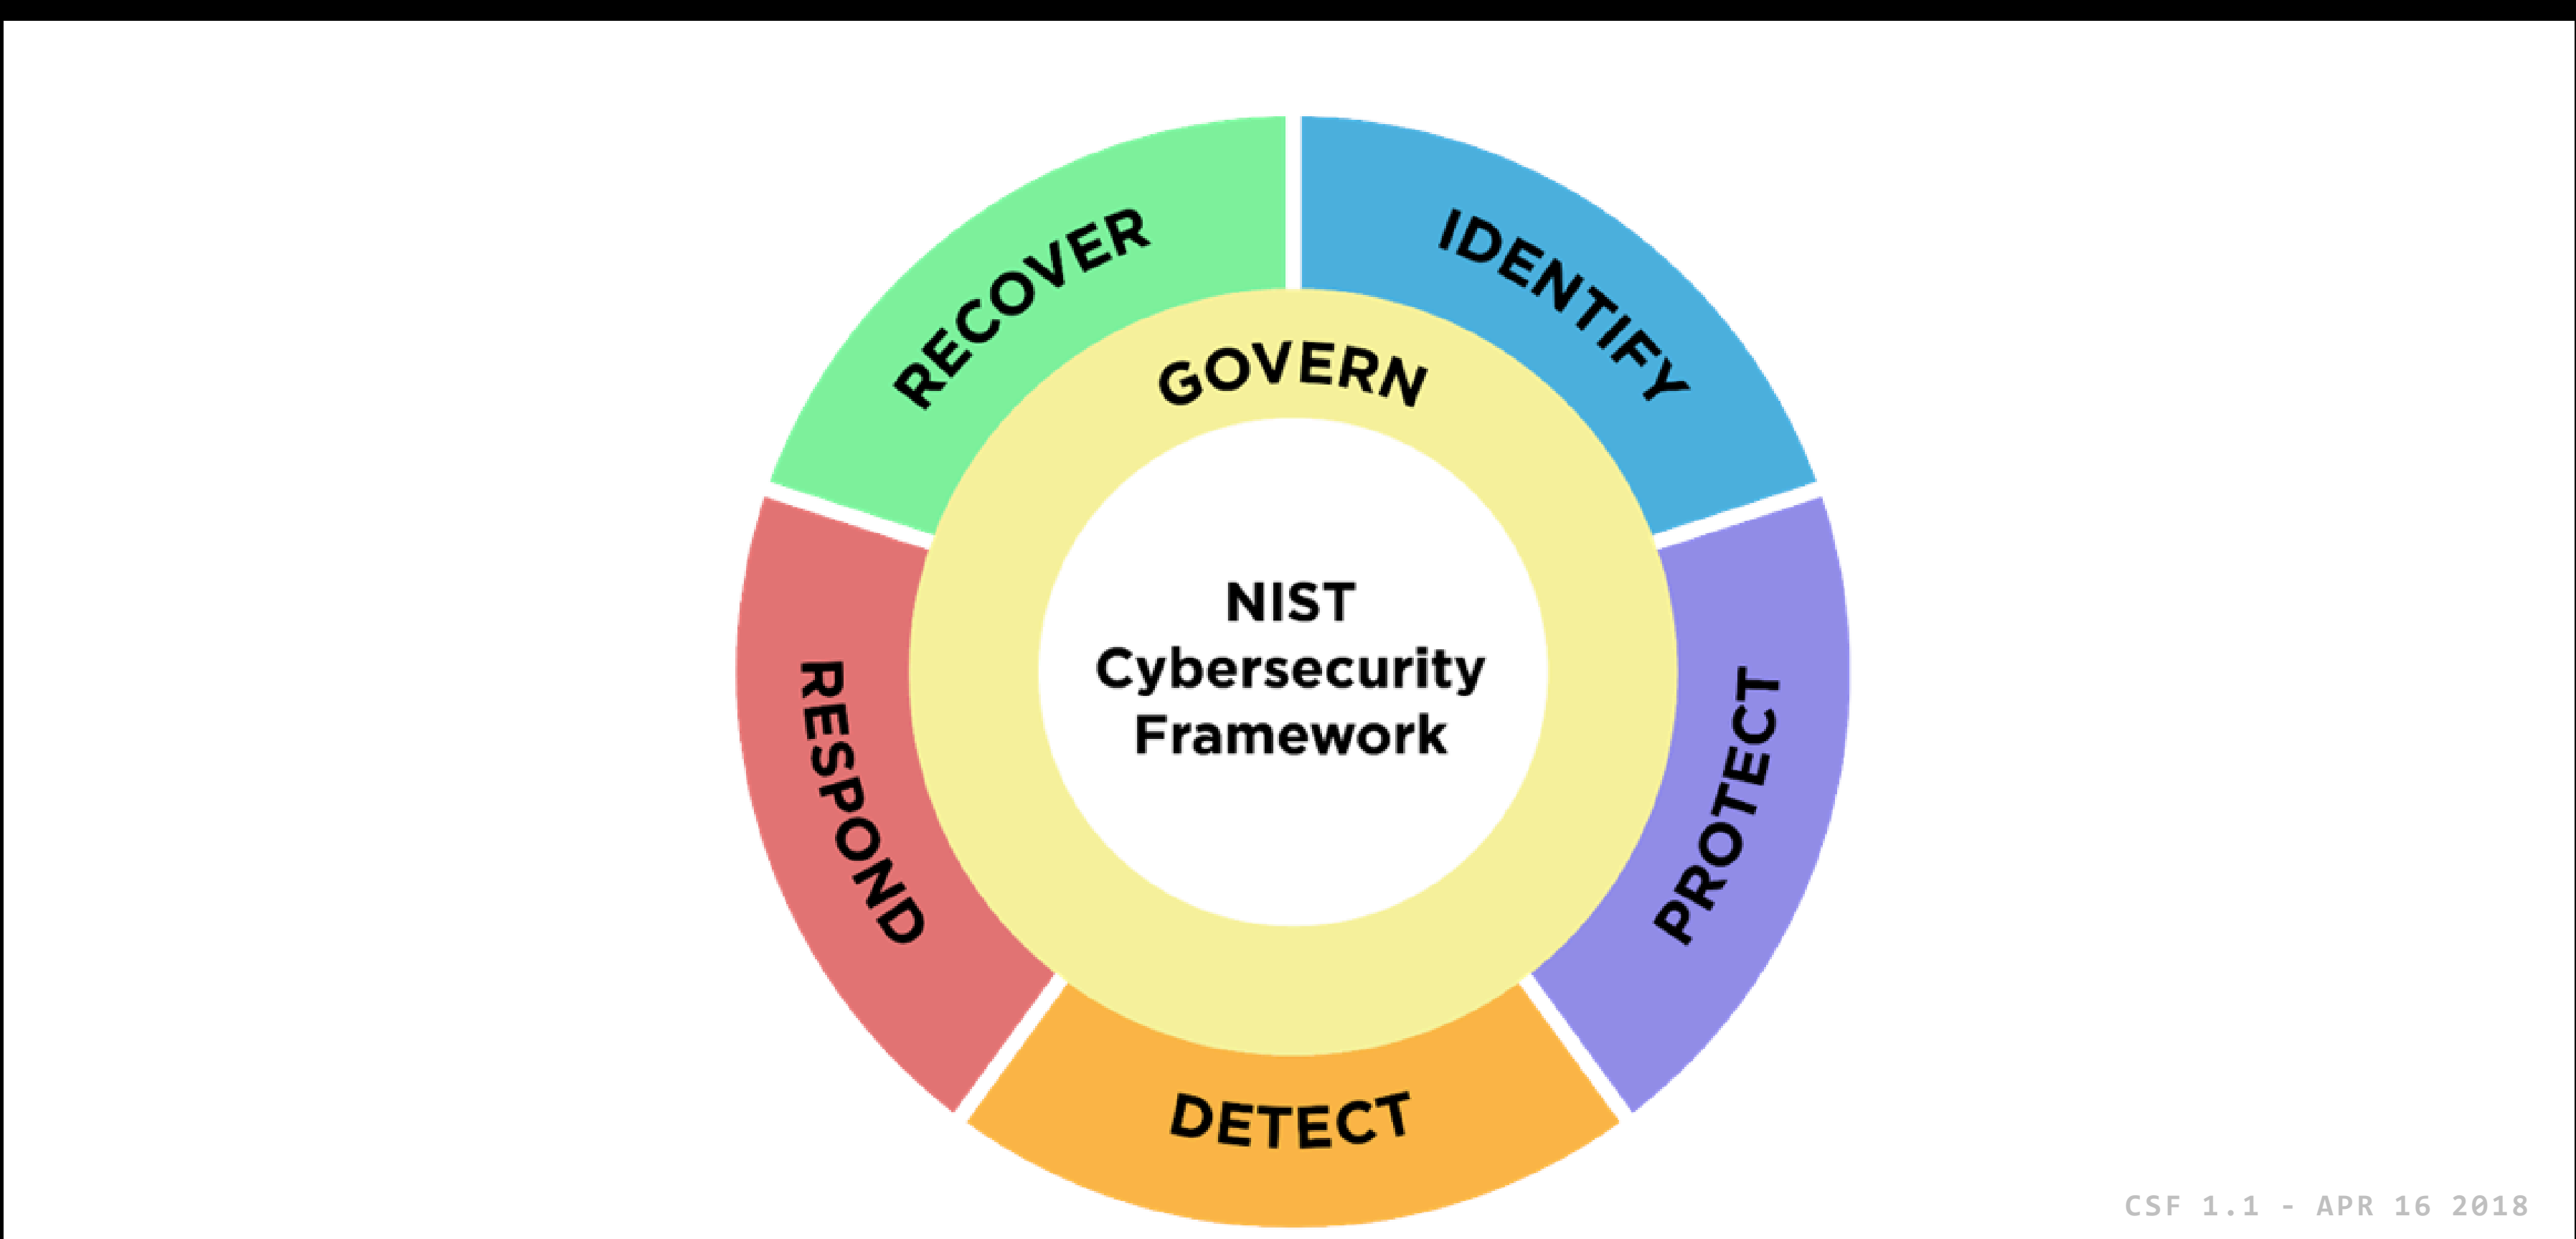 RECOVER
IDENTIFY
GOVERN
NIST
Cybersecurity
Framework
RESPOND
PROTECT
DETECT
CSF 1.1 - APR 16 2018